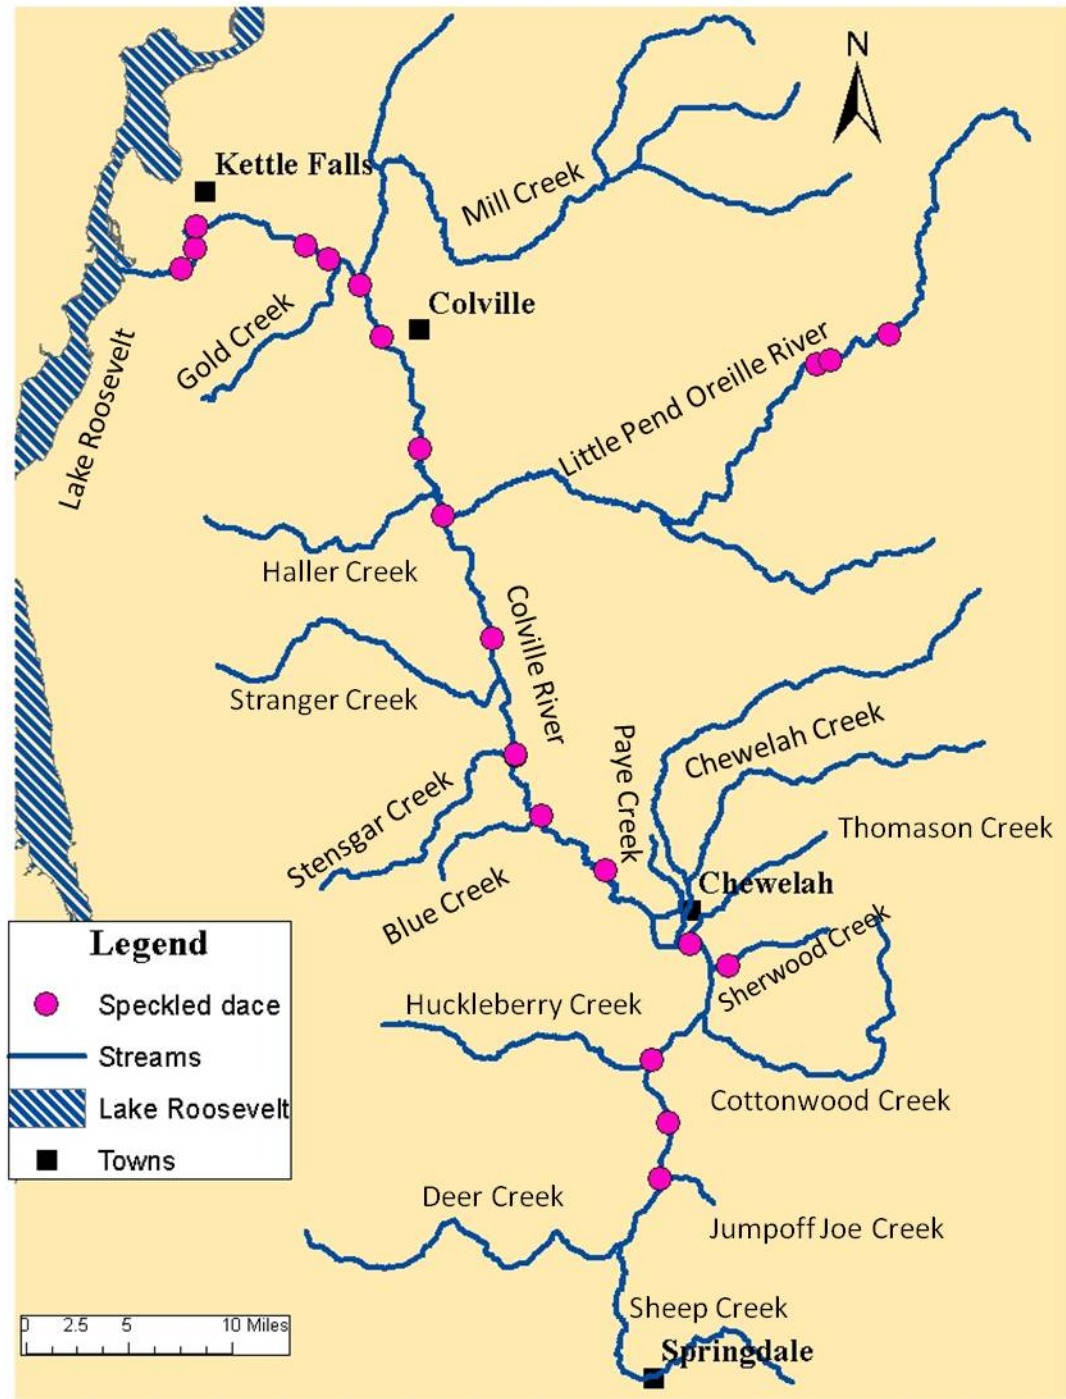 N
Kettle Falls
Mill Creek
Colville
Gold Creek
Lake Roosevelt
Little Pend Oreille River
Haller Creek
Colville River
Stranger Creek
Paye Creek
Chewelah Creek
Stensgar Creek
Thomason Creek
Blue Creek
Chewelah
Sherwood Creek
Legend
Speckled dace
Streams
Lake Roosevelt
Towns
Huckleberry Creek
Cottonwood Creek
Deer Creek
Jumpoff Joe Creek
Sheep Creek
Springdale
0 2.5 5 10 Miles